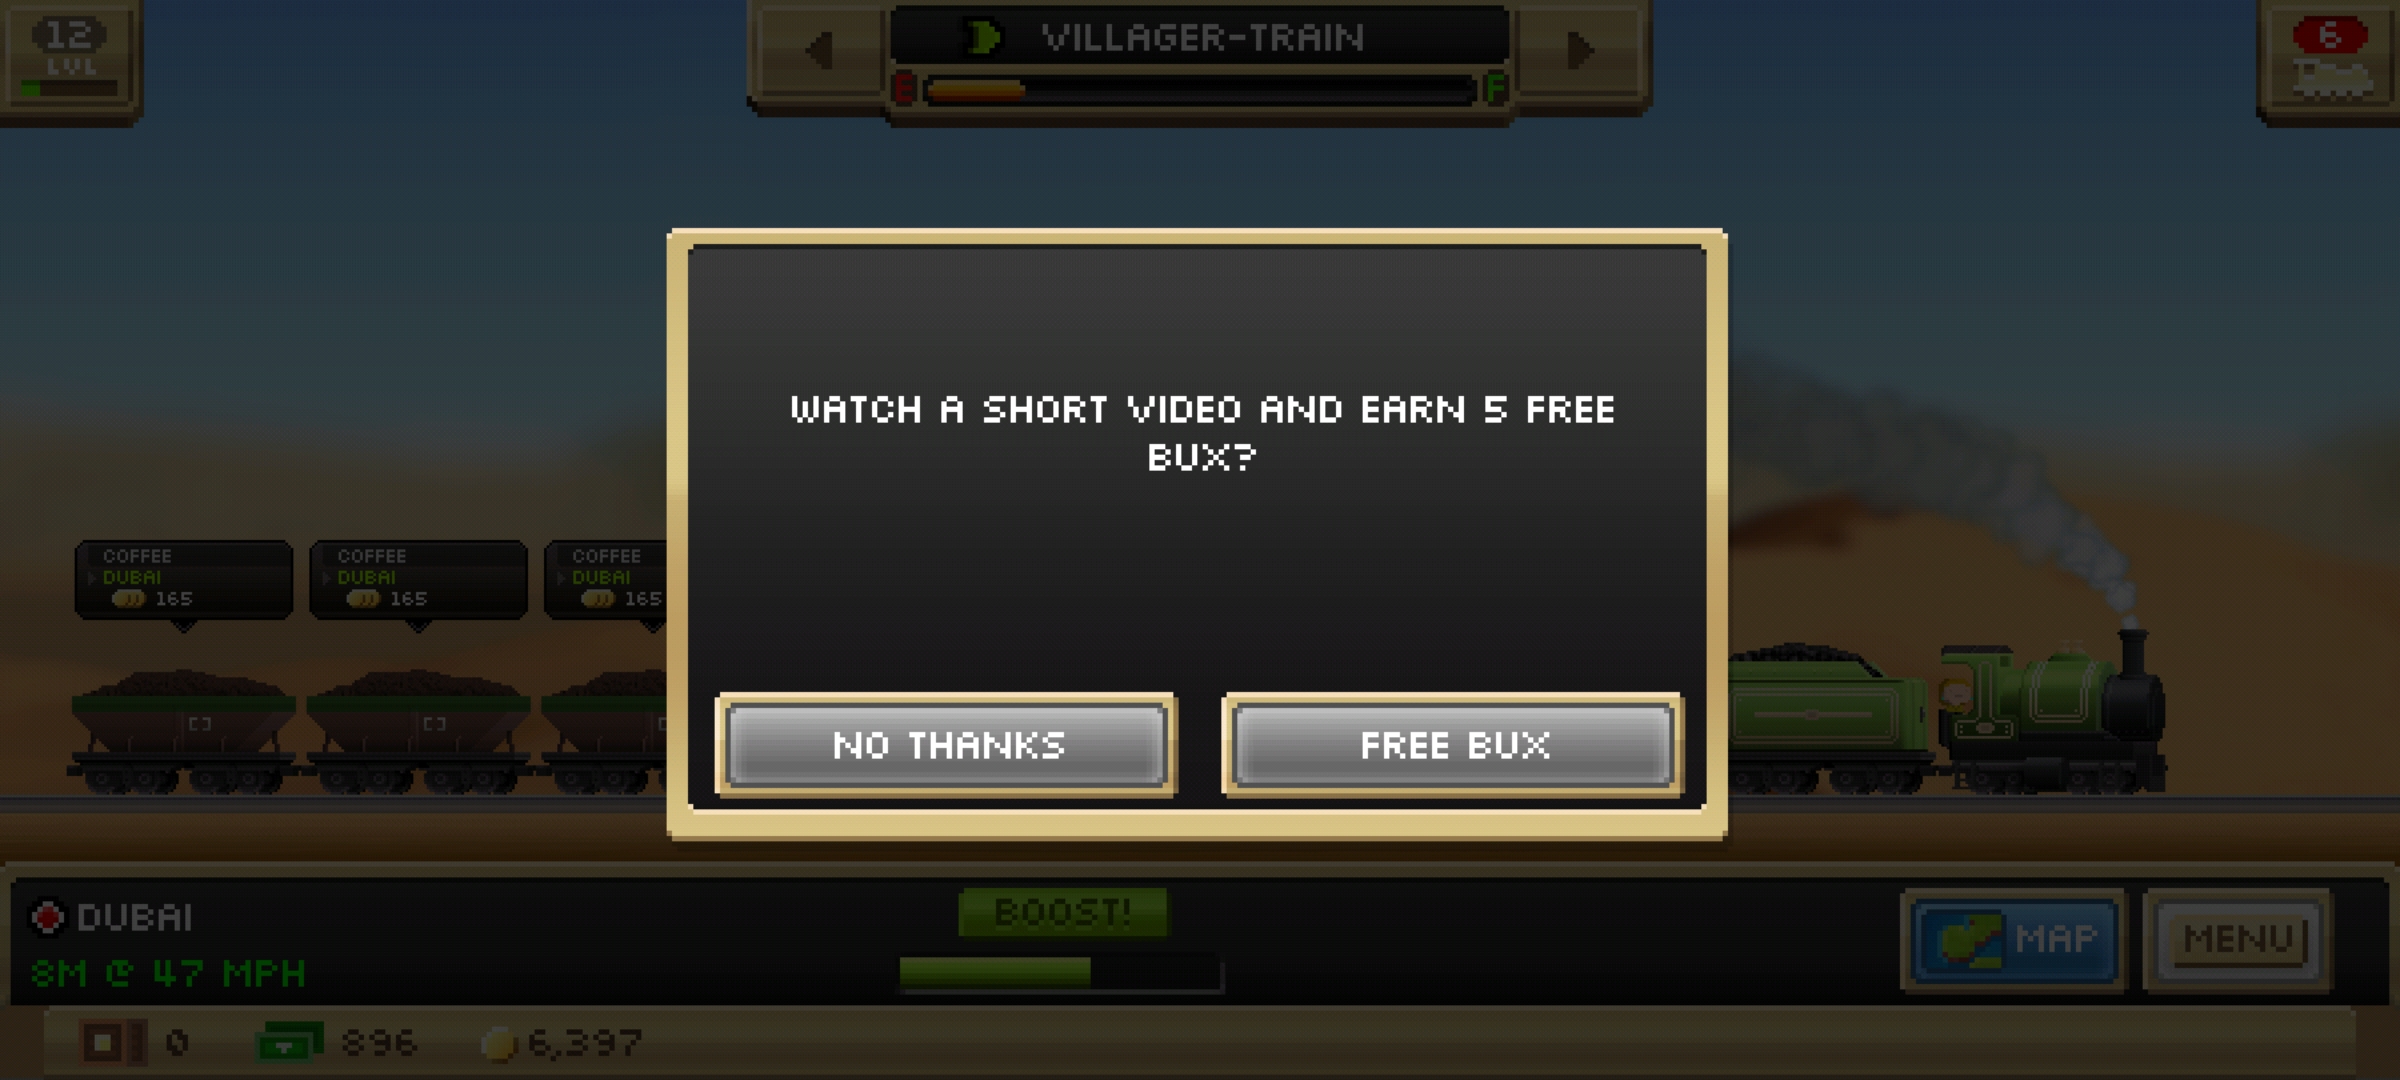 12
LVL
VILLAGER-TRAIN
E F
6
WATCH A SHORT VIDEO AND EARN 5 FREE
BUX?
COFFEE
DUBAI
165
COFFEE
DUBAI
165
COFFEE
DUBAI
165
NO THANKS
FREE BUX
DUBAI
8M @ 47 MPH
BOOST!
MAP
MENU
0
896
6,397